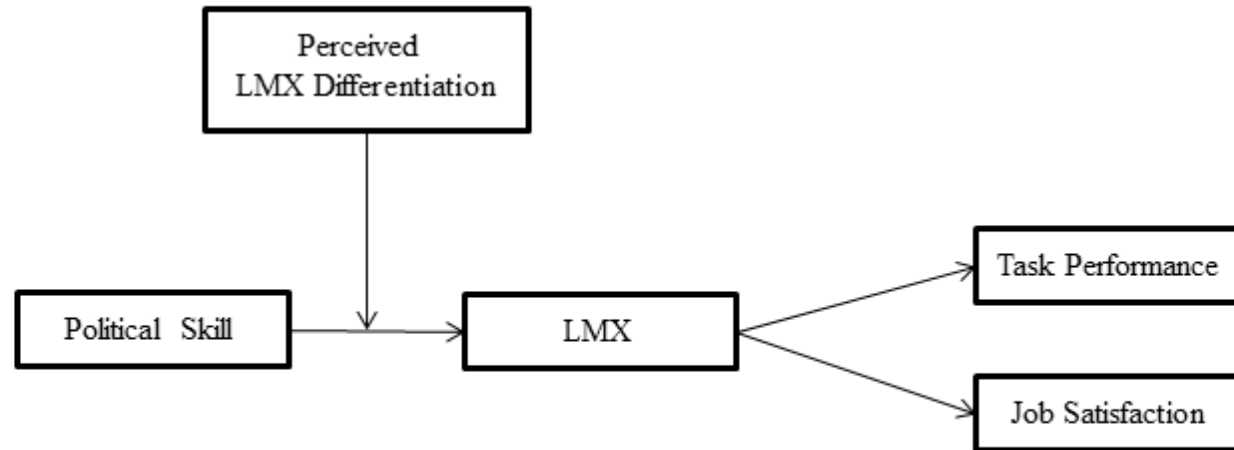 Perceived
LMX Differentiation
Political Skill
LMX
Task Performance
Job Satisfaction